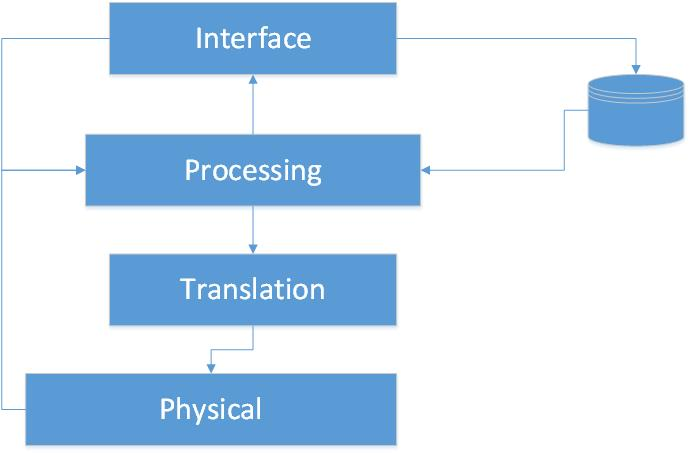 Interface
Processing
Translation
Physical